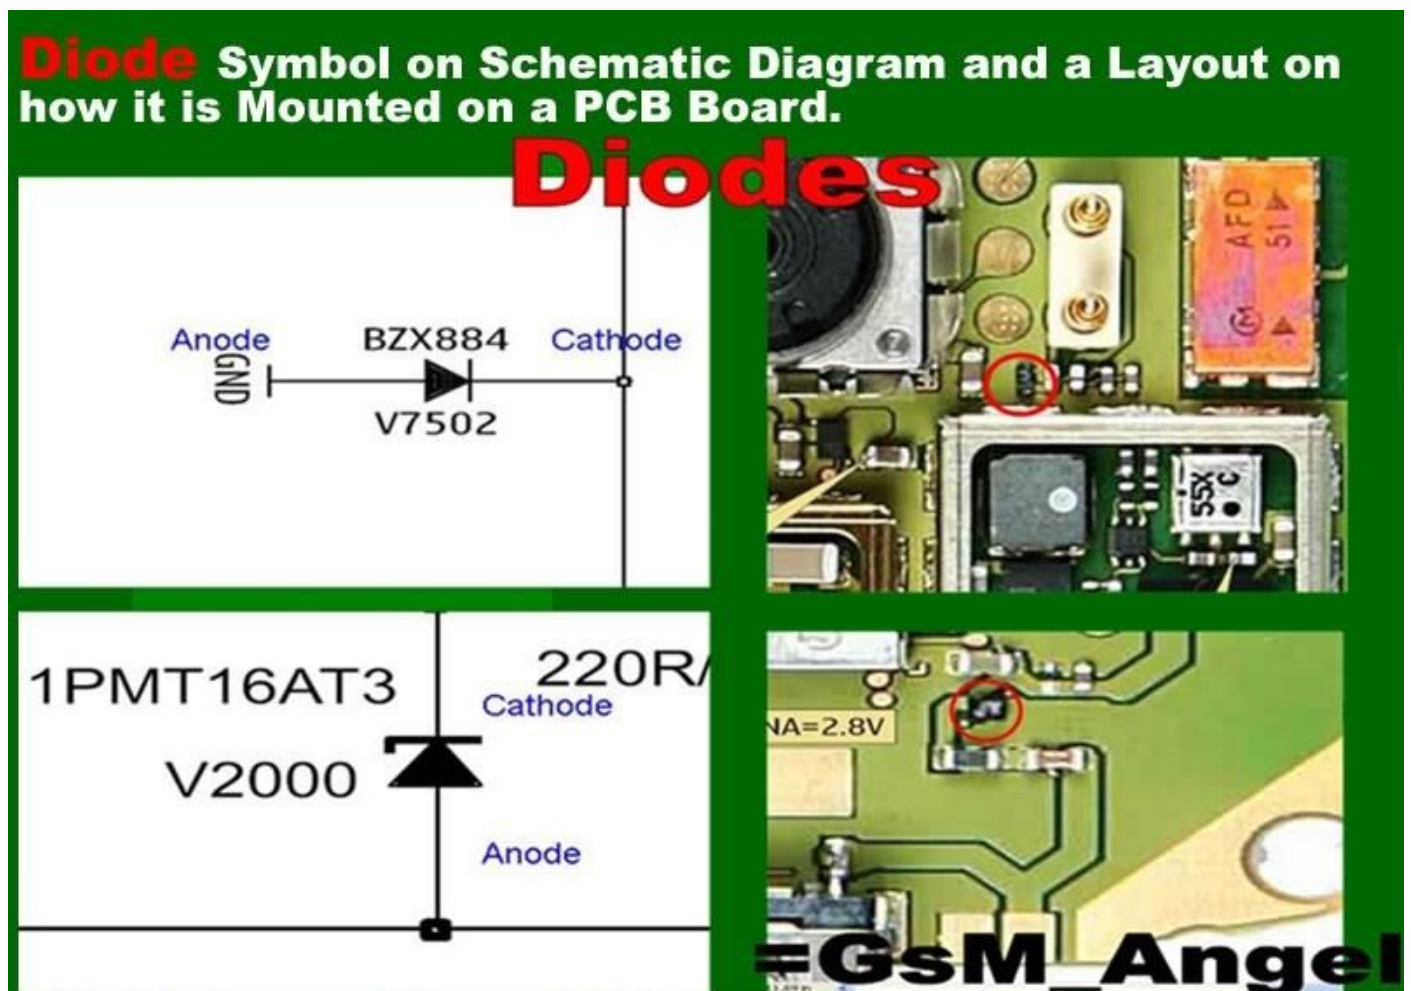 Diode Symbol on Schematic Diagram and a Layout on
how it is Mounted on a PCB Board.
Diodes
Anode
BZX884
Cathode
GND
V7502
AFD
51
M
55X
C
1PMT16AT3
220R/
Cathode
V2000
Anode
NA=2.8V
=GsM_Angel